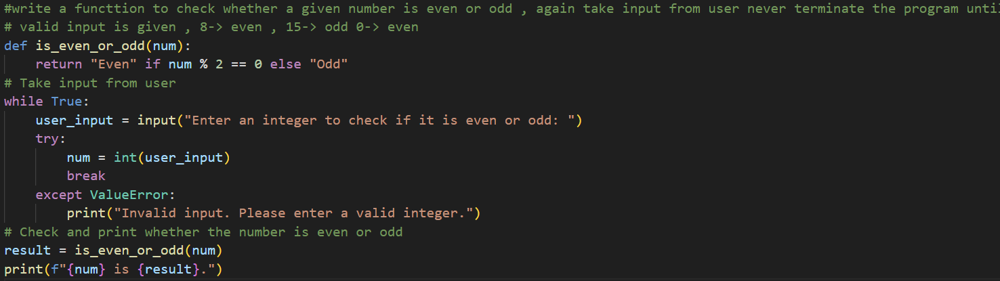 #write a functtion to check whether a given number is even or odd , again take input from user never terminate the program until
# valid input is given , 8-> even , 15-> odd 0-> even
def is_even_or_odd(num):
    return "Even" if num % 2 == 0 else "Odd"
# Take input from user
while True:
    user_input = input("Enter an integer to check if it is even or odd: ")
    try:
        num = int(user_input)
        break
    except ValueError:
        print("Invalid input. Please enter a valid integer.")
# Check and print whether the number is even or odd
result = is_even_or_odd(num)
print(f"{num} is {result}.")